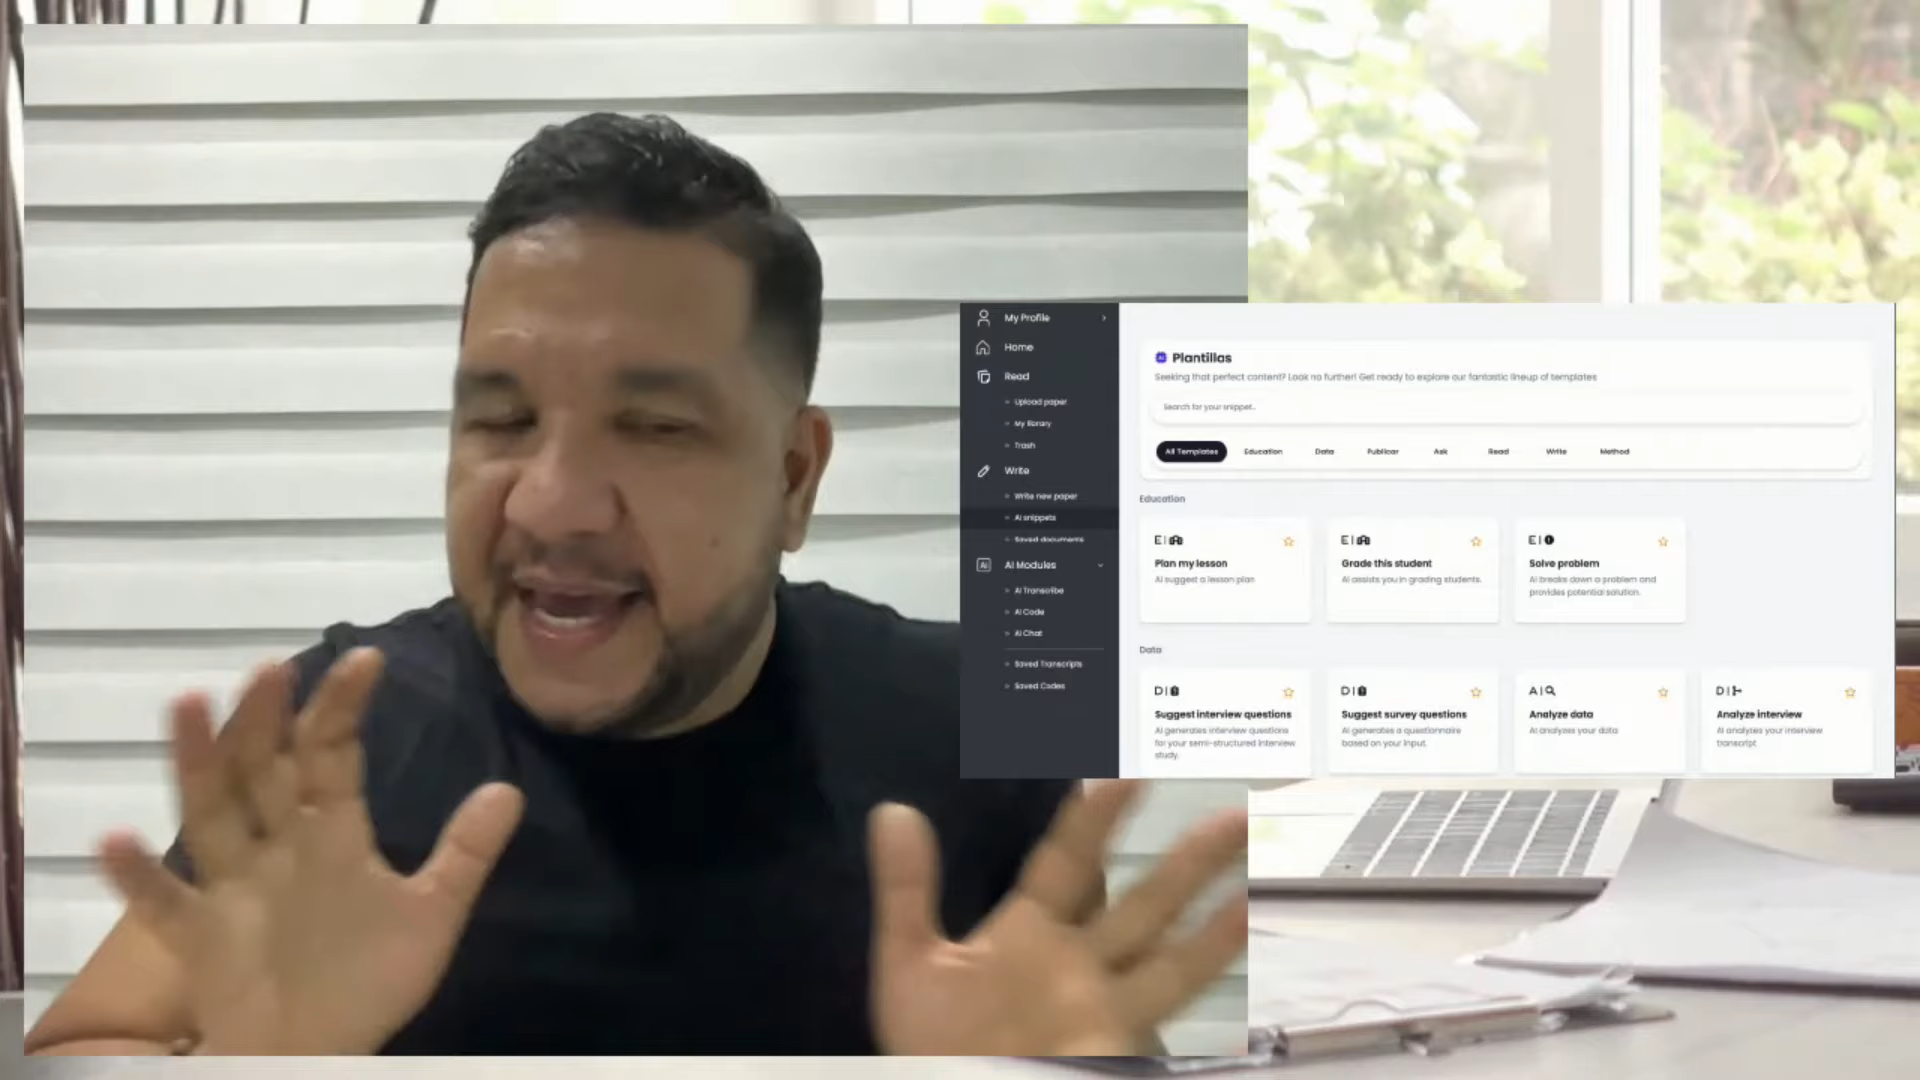 My Profile
Home
Read
Upload paper
My library
Trash
Write
Write new paper
AI snippets
Saved documents
AI AI Modules
AI Transcribe
AI Code
AI Chat
Saved Transcripts
Saved Codes
Plantillas
Seeking that perfect content? Look no further! Get ready to explore our fantastic lineup of templates
Search for your snippet..
All Templates Education Data Publicar Ask Read Write Method
Education
E|
Plan my lesson
AI suggest a lesson plan
E|
Grade this student
AI assists you in grading students.
E|
Solve problem
AI breaks down a problem and
provides potential solution.
Data
D|
Suggest interview questions
AI generates interview questions
for your semi-structured interview
study.
D|
Suggest survey questions
AI generates a questionnaire
based on your input.
A|
Analyze data
AI analyzes your data
D|
Analyze interview
AI analyzes your interview
transcript